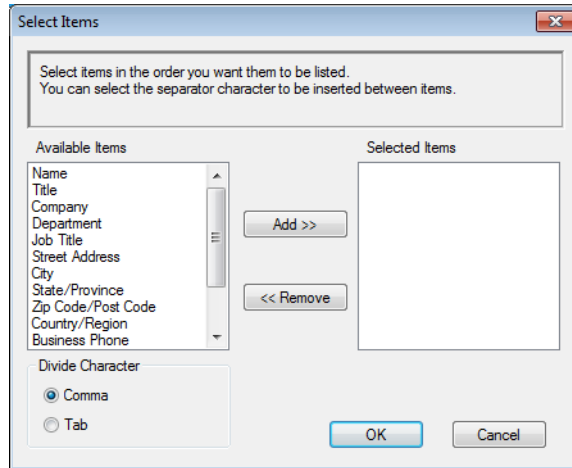 Select Items
Select items in the order you want them to be listed.
You can select the separator character to be inserted between items.
Available Items
Selected Items
Name
Title
Company
Department
Job Title
Street Address
City
State/Province
Zip Code/Post Code
Country/Region
Business Phone
Add >>
<< Remove
Divide Character
Comma
Tab
OK
Cancel